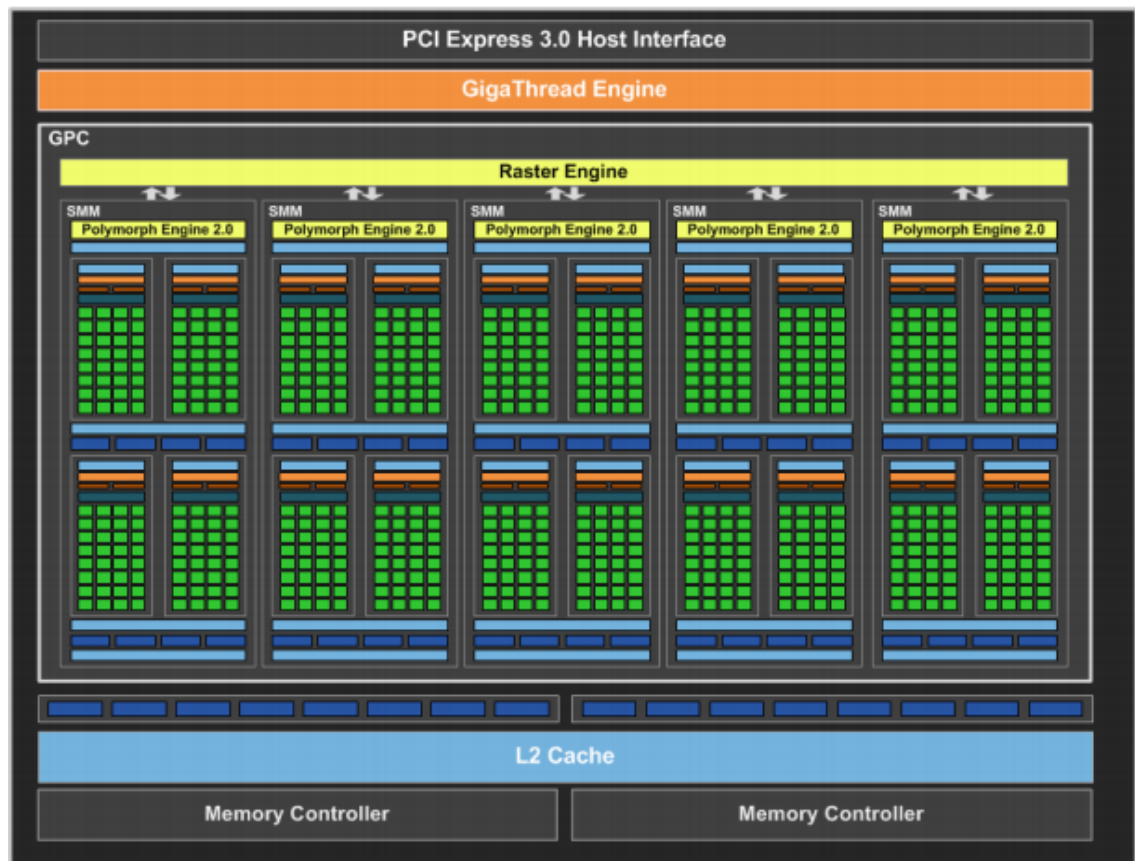 PCI Express 3.0 Host Interface
GigaThread Engine
GPC
Raster Engine
SMM SMM SMM SMM SMM
Polymorph Engine 2.0 Polymorph Engine 2.0 Polymorph Engine 2.0 Polymorph Engine 2.0 Polymorph Engine 2.0
L2 Cache
Memory Controller Memory Controller